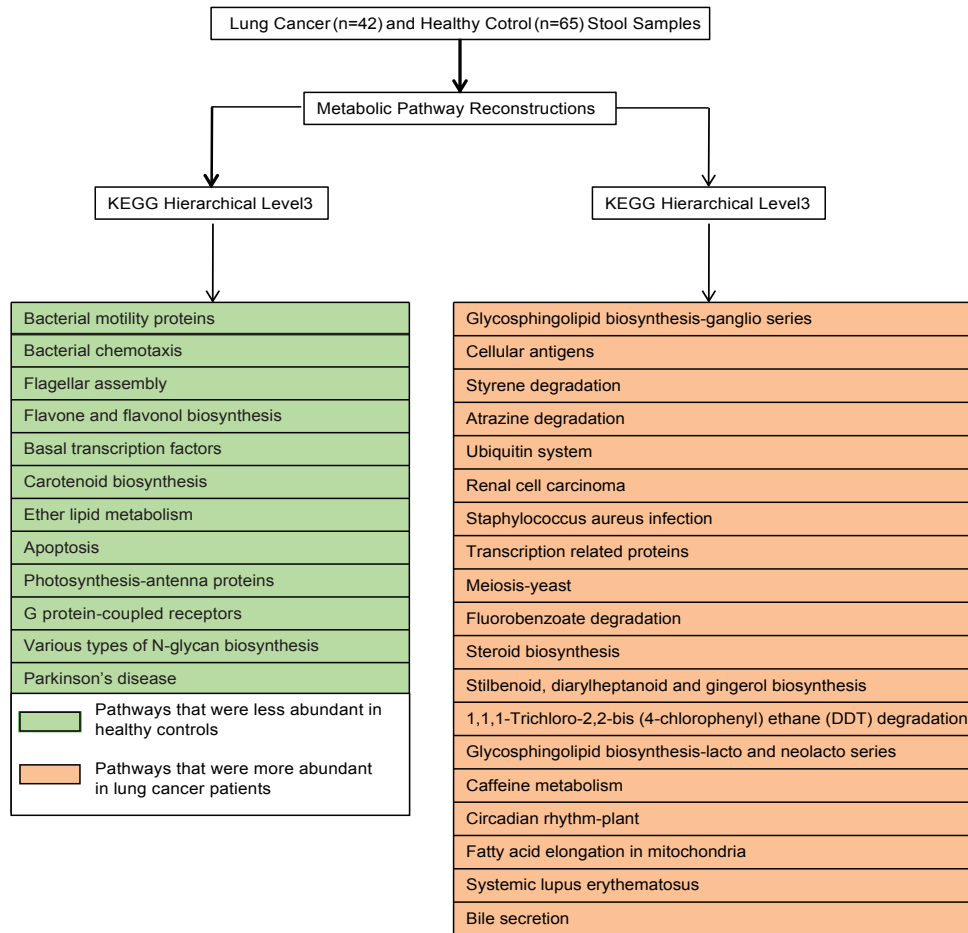 Lung Cancer (n=42) and Healthy Cotrol (n=65) Stool Samples
Metabolic Pathway Reconstructions
KEGG Hierarchical Level3
KEGG Hierarchical Level3
Bacterial motility proteins
Bacterial chemotaxis
Flagellar assembly
Flavone and flavonol biosynthesis
Basal transcription factors
Carotenoid biosynthesis
Ether lipid metabolism
Apoptosis
Photosynthesis-antenna proteins
G protein-coupled receptors
Various types of N-glycan biosynthesis
Parkinson's disease
Pathways that were less abundant in
healthy controls
Pathways that were more abundant
in lung cancer patients
Glycosphingolipid biosynthesis-ganglio series
Cellular antigens
Styrene degradation
Atrazine degradation
Ubiquitin system
Renal cell carcinoma
Staphylococcus aureus infection
Transcription related proteins
Meiosis-yeast
Fluorobenzoate degradation
Steroid biosynthesis
Stilbenoid, diarylheptanoid and gingerol biosynthesis
1,1,1-Trichloro-2,2-bis (4-chlorophenyl) ethane (DDT) degradation
Glycosphingolipid biosynthesis-lacto and neolacto series
Caffeine metabolism
Circadian rhythm-plant
Fatty acid elongation in mitochondria
Systemic lupus erythematosus
Bile secretion